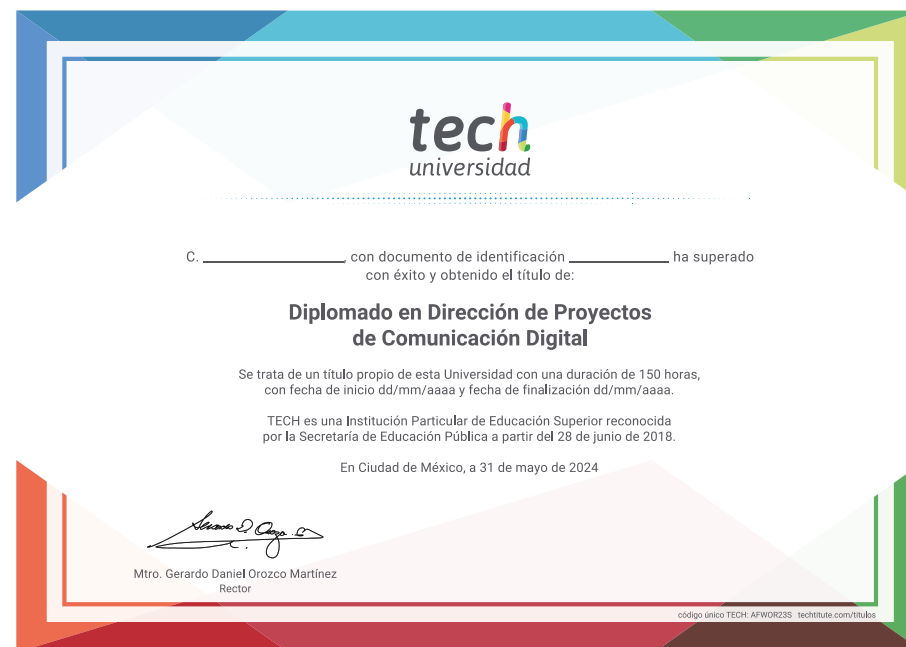 tech
universidad
C. ____________, con documento de identificación ____________ ha superado
con éxito y obtenido el título de:
Diplomado en Dirección de Proyectos
de Comunicación Digital
Se trata de un título propio de esta Universidad con una duración de 150 horas,
con fecha de inicio dd/mm/aaaa y fecha de finalización dd/mm/aaaa.
TECH es una Institución Particular de Educación Superior reconocida
por la Secretaría de Educación Pública a partir del 28 de junio de 2018.
En Ciudad de México, a 31 de mayo de 2024
Mtro. Gerardo Daniel Orozco Martínez
Rector
código único TECH: AFWOR23S techtitute.com/titulos